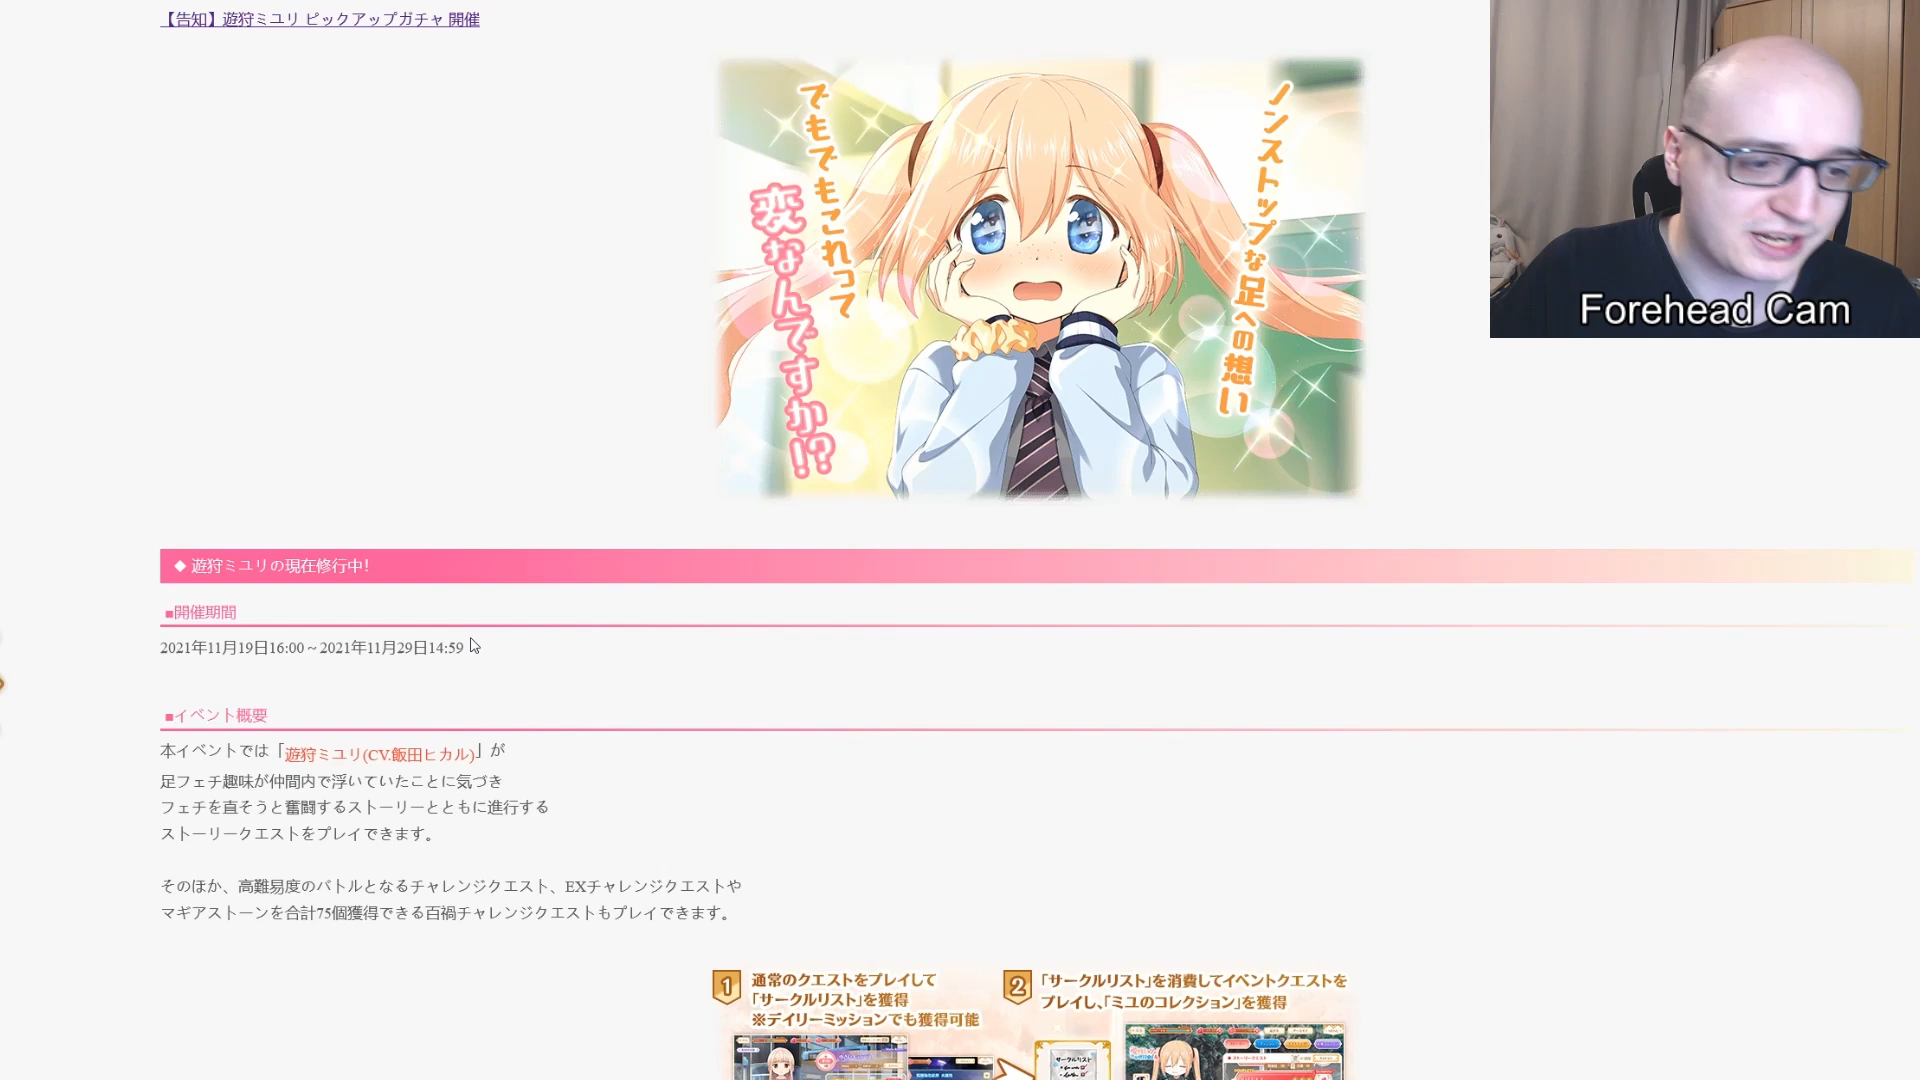 【告知】遊狩ミユリ ピックアップガチャ 開催
ノンストップな足への想い
でもでもこれって
変なんですか!?
Forehead Cam
◆ 遊狩ミユリの現在修行中!
■開催期間
2021年11月19日16:00～2021年11月29日14:59
■イベント概要
本イベントでは「遊狩ミユリ(CV.飯田ヒカル)」が
足フェチ趣味が仲間内で浮いていたことに気づき
フェチを直そうと奮闘するストーリーとともに進行する
ストーリークエストをプレイできます。
そのほか、高難易度のバトルとなるチャレンジクエスト、EXチャレンジクエストや
マギアストーンを合計75個獲得できる百禍チャレンジクエストもプレイできます。
1 通常のクエストをプレイして
「サークルリスト」を獲得
※デイリーミッションでも獲得可能
2 「サークルリスト」を消費してイベントクエストを
プレイし、「ミユのコレクション」を獲得
サークルリスト